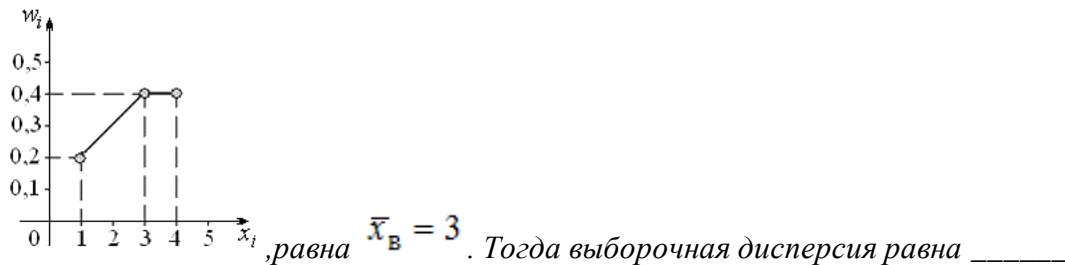 wᵢ
0,5
0,4
0,3
0,2
0,1
0 1 2 3 4 5 xᵢ ,равна x̅_В = 3 . Тогда выборочная дисперсия равна ______